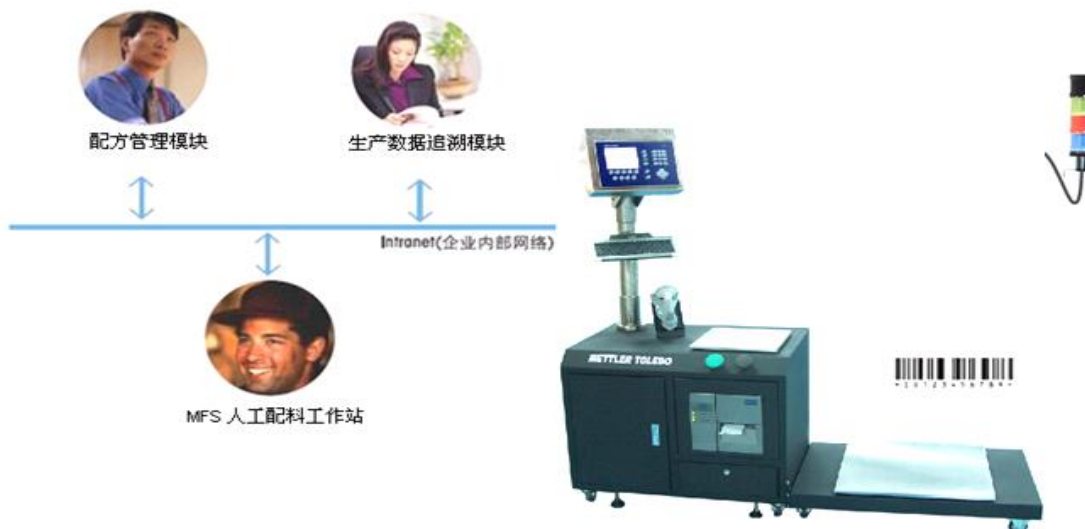 配方管理模块
生产数据追溯模块
Intranet(企业内部网络)
MFS 人工配料工作站
METTLER TOLEDO
*0123456789*